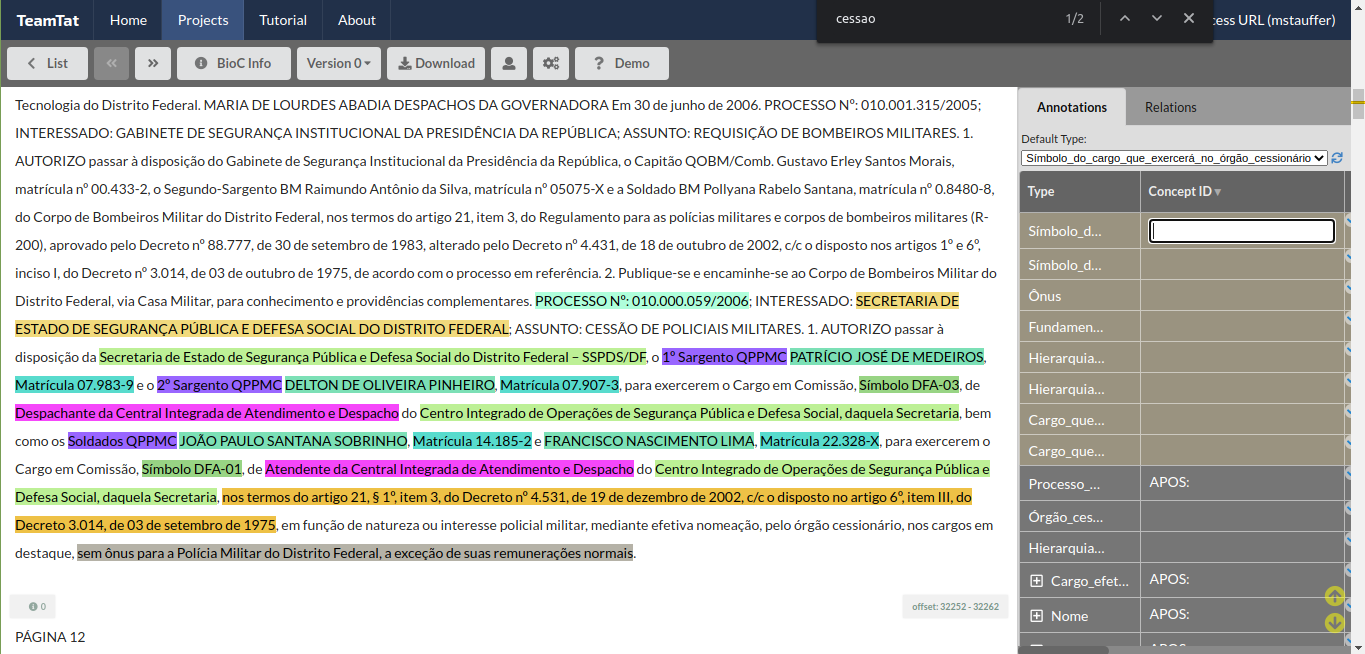 TeamTat Home Projects Tutorial About cessao 1/2 cess URL (mstauffer)
List BioC Info Version 0 Download ? Demo
Tecnologia do Distrito Federal. MARIA DE LOURDES ABADIA DESPACHOS DA GOVERNADORA Em 30 de junho de 2006. PROCESSO Nº: 010.001.315/2005;
INTERESSADO: GABINETE DE SEGURANÇA INSTITUCIONAL DA PRESIDÊNCIA DA REPÚBLICA; ASSUNTO: REQUISIÇÃO DE BOMBEIROS MILITARES. 1.
AUTORIZO passar à disposição do Gabinete de Segurança Institucional da Presidência da República, o Capitão QOBM/Comb. Gustavo Erley Santos Morais,
matrícula nº 00.433-2, o Segundo-Sargento BM Raimundo Antônio da Silva, matrícula nº 05075-X e a Soldado BM Pollyana Rabelo Santana, matrícula nº 0.8480-8,
do Corpo de Bombeiros Militar do Distrito Federal, nos termos do artigo 21, item 3, do Regulamento para as polícias militares e corpos de bombeiros militares (R-
200), aprovado pelo Decreto nº 88.777, de 30 de setembro de 1983, alterado pelo Decreto nº 4.431, de 18 de outubro de 2002, c/c o disposto nos artigos 1º e 6º,
inciso I, do Decreto nº 3.014, de 03 de outubro de 1975, de acordo com o processo em referência. 2. Publique-se e encaminhe-se ao Corpo de Bombeiros Militar do
Distrito Federal, via Casa Militar, para conhecimento e providências complementares. PROCESSO Nº: 010.000.059/2006; INTERESSADO: SECRETARIA DE
ESTADO DE SEGURANÇA PÚBLICA E DEFESA SOCIAL DO DISTRITO FEDERAL; ASSUNTO: CESSÃO DE POLICIAIS MILITARES. 1. AUTORIZO passar à
disposição da Secretaria de Estado de Segurança Pública e Defesa Social do Distrito Federal – SSPDS/DF, o 1º Sargento QPPMC PATRÍCIO JOSÉ DE MEDEIROS,
Matrícula 07.983-9 e o 2º Sargento QPPMC DELTON DE OLIVEIRA PINHEIRO, Matrícula 07.907-3, para exercerem o Cargo em Comissão, Símbolo DFA-03, de
Despachante da Central Integrada de Atendimento e Despacho do Centro Integrado de Operações de Segurança Pública e Defesa Social, daquela Secretaria, bem
como os Soldados QPPMC JOÃO PAULO SANTANA SOBRINHO, Matrícula 14.185-2 e FRANCISCO NASCIMENTO LIMA, Matrícula 22.328-X, para exercerem o
Cargo em Comissão, Símbolo DFA-01, de Atendente da Central Integrada de Atendimento e Despacho do Centro Integrado de Operações de Segurança Pública e
Defesa Social, daquela Secretaria, nos termos do artigo 21, § 1º, item 3, do Decreto nº 4.531, de 19 de dezembro de 2002, c/c o disposto no artigo 6º, item III, do
Decreto 3.014, de 03 de setembro de 1975, em função de natureza ou interesse policial militar, mediante efetiva nomeação, pelo órgão cessionário, nos cargos em
destaque, sem ônus para a Polícia Militar do Distrito Federal, a exceção de suas remunerações normais.
0 offset: 32252 - 32262
PÁGINA 12
Annotations Relations
Default Type:
Símbolo_do_cargo_que_exercerá_no_órgão_cessionário
Type Concept ID
Símbolo_d...
Símbolo_d...
Ônus
Fundamen...
Hierarquia...
Hierarquia...
Cargo_que...
Cargo_que...
Processo_... APOS:
Órgão_ces...
Hierarquia...
Cargo_efet... APOS:
Nome APOS: